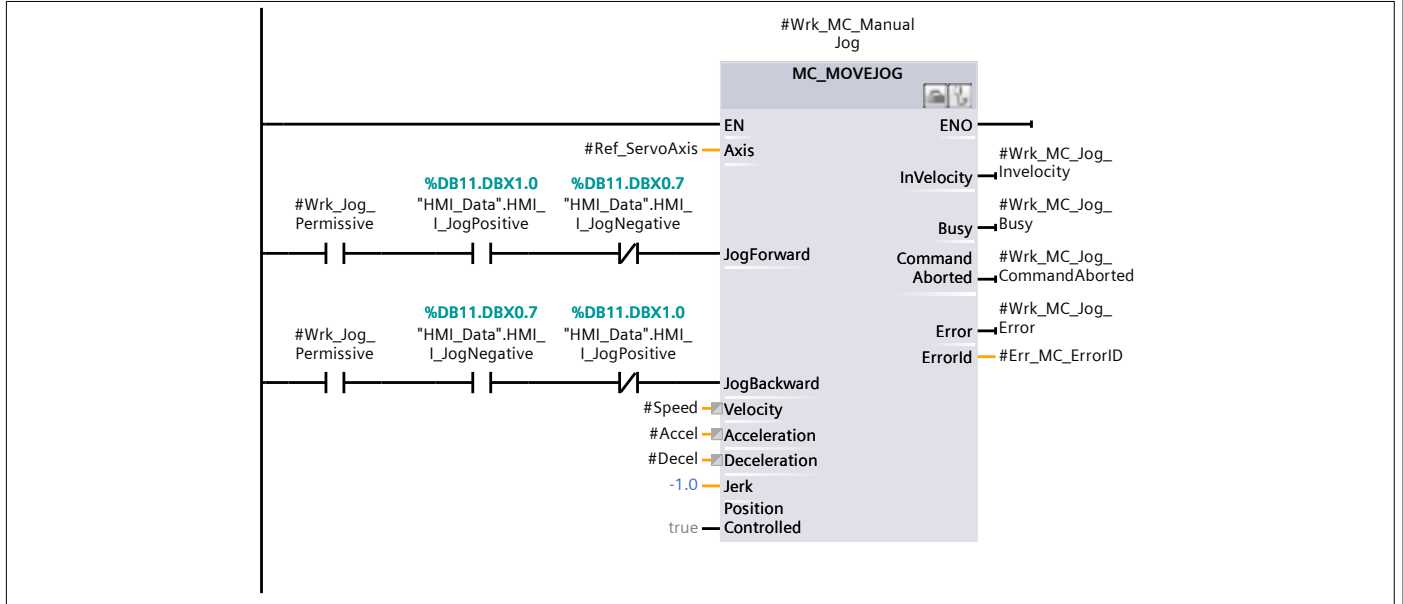 #Wrk_MC_Manual
Jog
MC_MOVEJOG
EN
ENO
#Ref_ServoAxis
Axis
#Wrk_MC_Jog_
Invelocity
InVelocity
%DB11.DBX1.0
%DB11.DBX0.7
#Wrk_Jog_
Permissive
"HMI_Data".HMI_
I_JogPositive
"HMI_Data".HMI_
I_JogNegative
#Wrk_MC_Jog_
Busy
Busy
JogForward
Command
Aborted
#Wrk_MC_Jog_
CommandAborted
%DB11.DBX0.7
%DB11.DBX1.0
#Wrk_Jog_
Permissive
"HMI_Data".HMI_
I_JogNegative
"HMI_Data".HMI_
I_JogPositive
#Wrk_MC_Jog_
Error
Error
ErrorId
#Err_MC_ErrorID
JogBackward
#Speed
Velocity
#Accel
Acceleration
#Decel
Deceleration
-1.0
Jerk
Position
Controlled
true